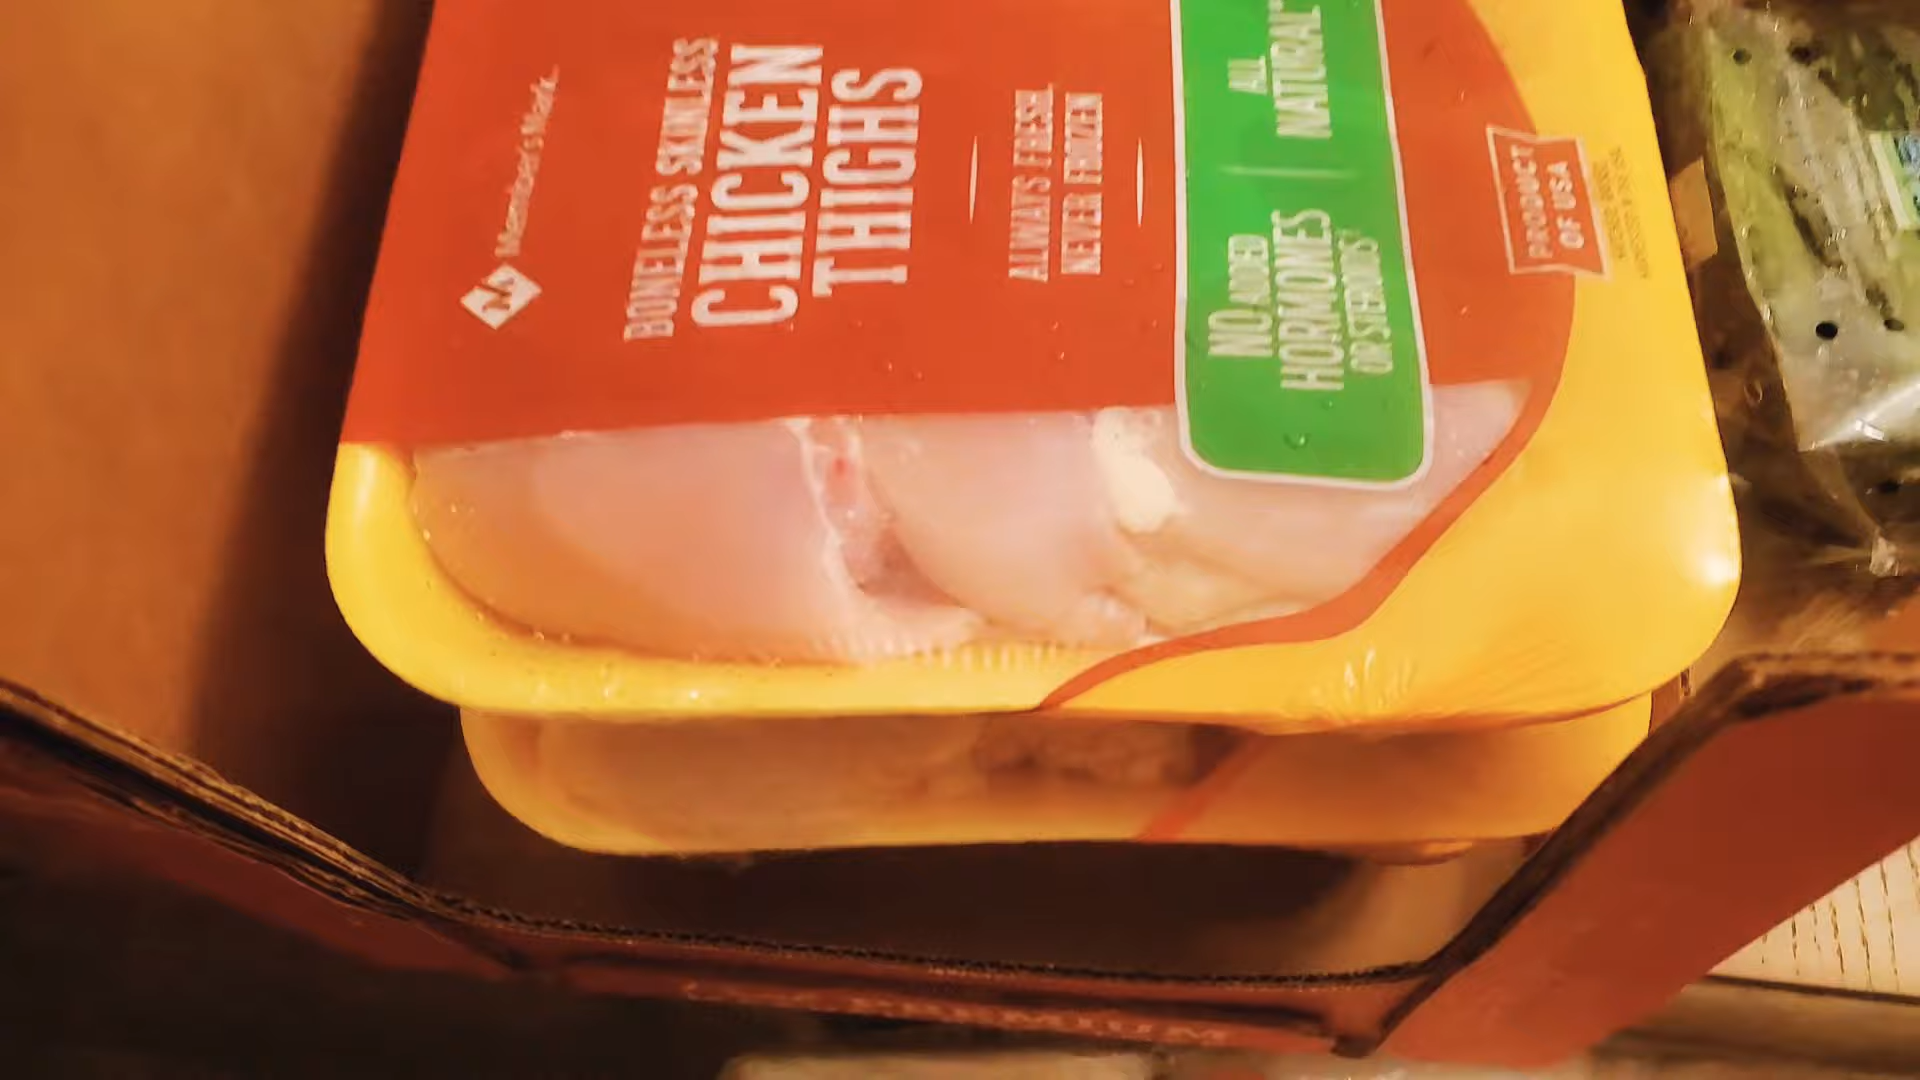 Member's Mark
BONELESS SKINLESS
CHICKEN
THIGHS
ALWAYS FRESH
NEVER FROZEN
NO ADDED
HORMONES
OR STEROIDS*
ALL
NATURAL*
PRODUCT
OF USA